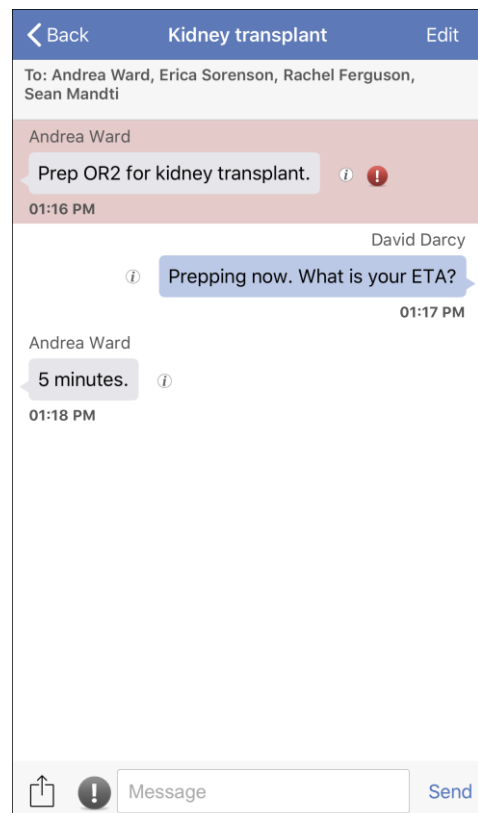 Back Kidney transplant Edit
To: Andrea Ward, Erica Sorenson, Rachel Ferguson,
Sean Mandti
Andrea Ward
Prep OR2 for kidney transplant.
01:16 PM
David Darcy
Prepping now. What is your ETA?
01:17 PM
Andrea Ward
5 minutes.
01:18 PM
Message Send